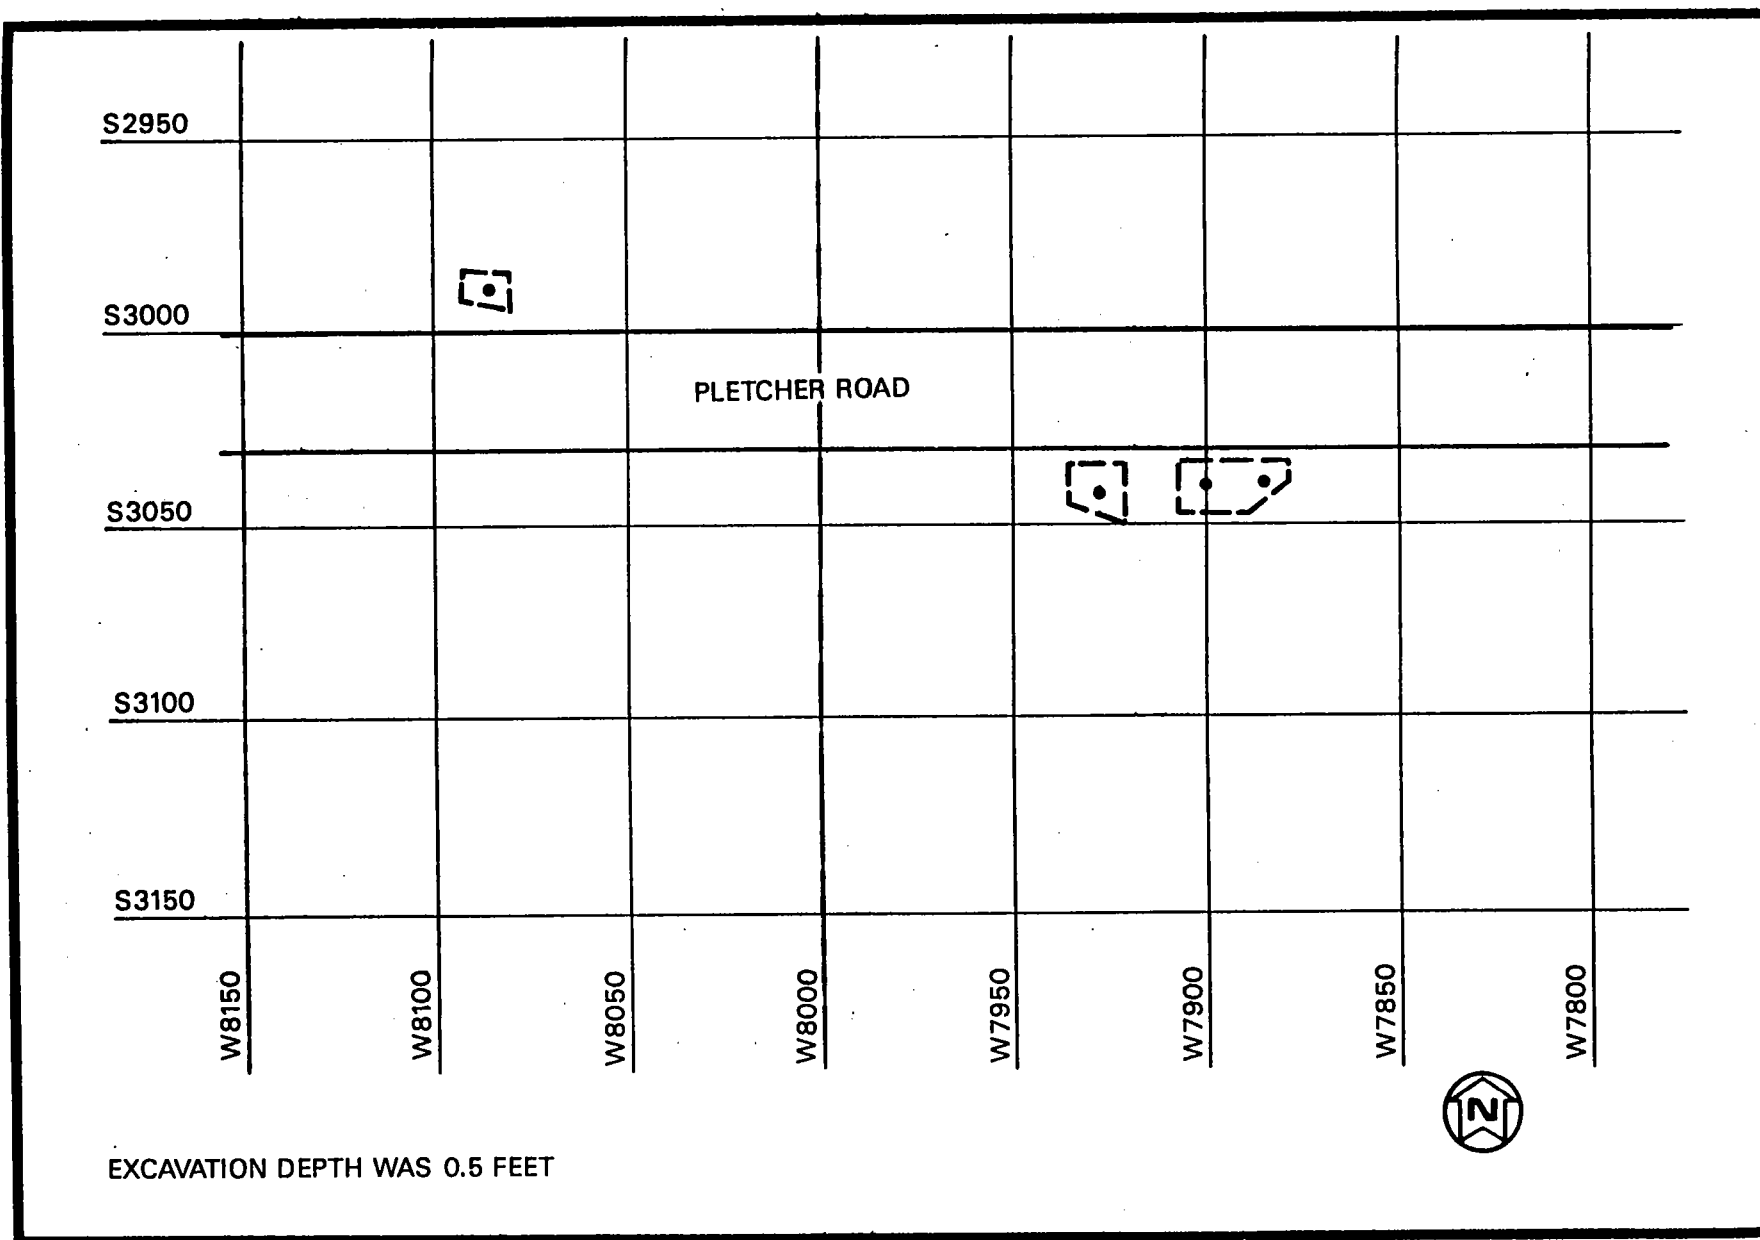 S2950
S3000
PLETCHER ROAD
S3050
S3100
S3150
W8150
W8100
W8050
W8000
W7950
W7900
W7850
W7800
N
EXCAVATION DEPTH WAS 0.5 FEET